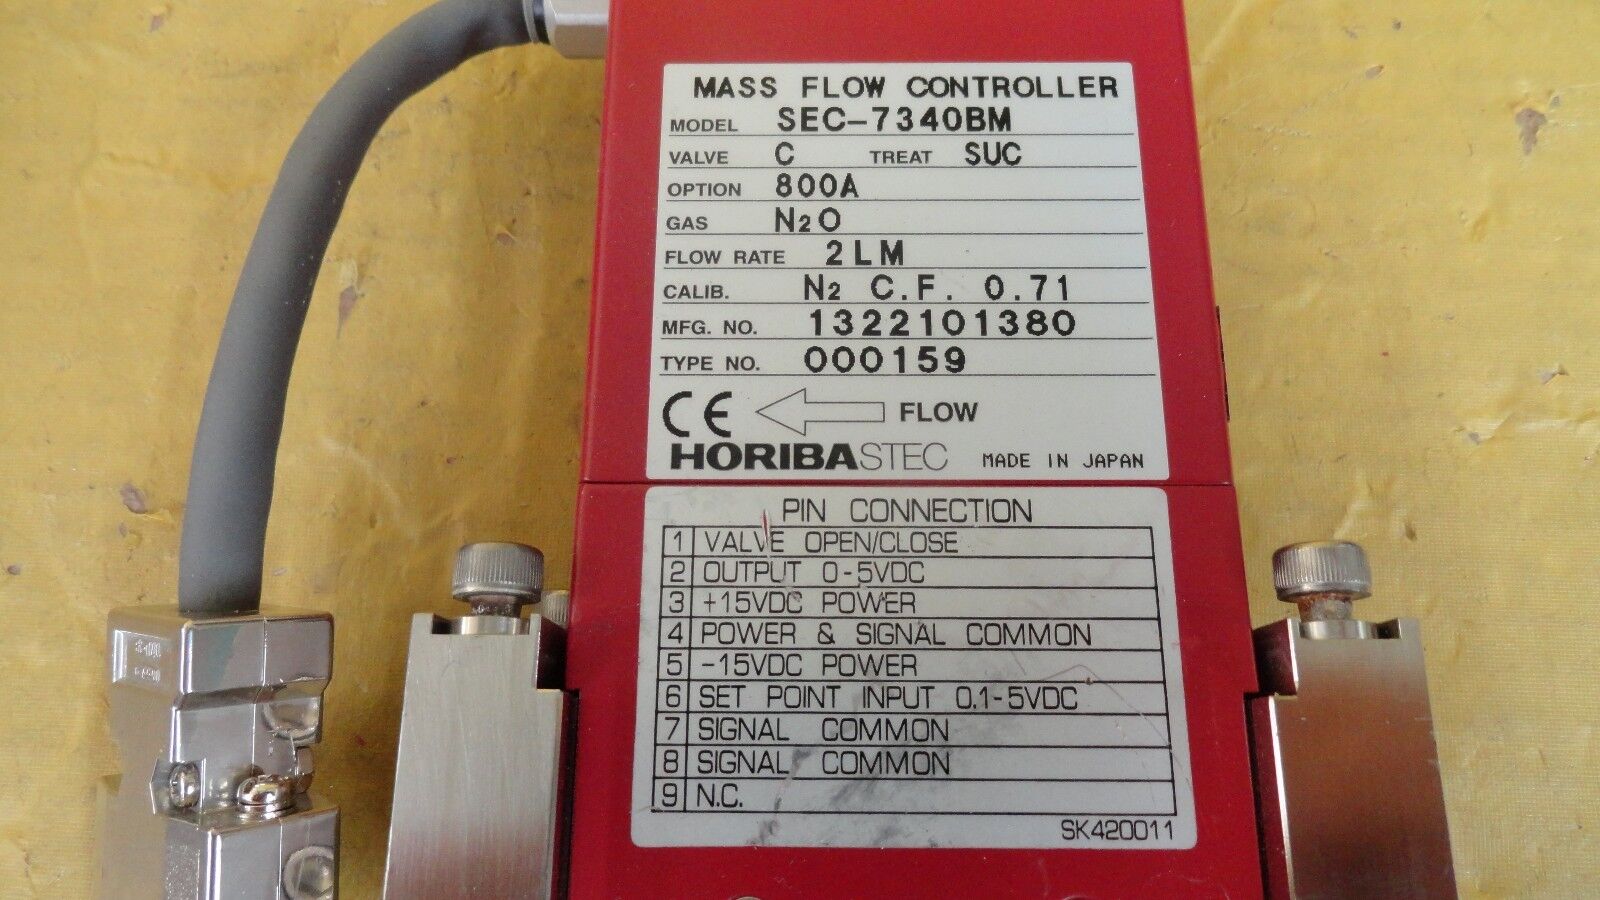 MASS FLOW CONTROLLER
MODEL SEC-7340BM
VALVE C TREAT SUC
OPTION 800A
GAS N2O
FLOW RATE 2LM
CALIB. N2 C.F. 0.71
MFG. NO. 1322101380
TYPE NO. 000159
CE FLOW
HORIBASTEC MADE IN JAPAN
PIN CONNECTION
1 VALVE OPEN/CLOSE
2 OUTPUT 0-5VDC
3 +15VDC POWER
4 POWER & SIGNAL COMMON
5 -15VDC POWER
6 SET POINT INPUT 0.1-5VDC
7 SIGNAL COMMON
8 SIGNAL COMMON
9 N.C.
SK420011